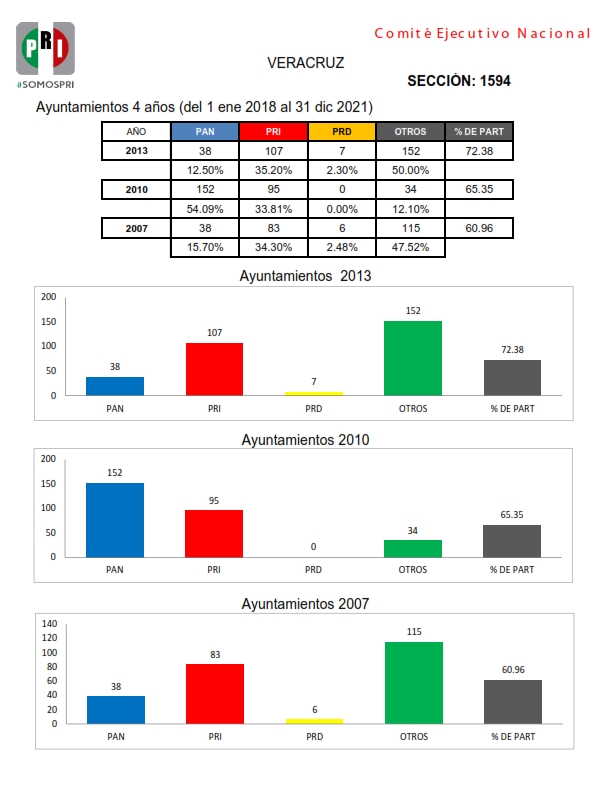 Comité Ejecutivo Nacional
PRI
#SOMOSPRI
VERACRUZ
SECCIÓN: 1594
Ayuntamientos 4 años (del 1 ene 2018 al 31 dic 2021)
AÑO PAN PRI PRD OTROS % DE PART
2013 38 107 7 152 72.38
12.50% 35.20% 2.30% 50.00%
2010 152 95 0 34 65.35
54.09% 33.81% 0.00% 12.10%
2007 38 83 6 115 60.96
15.70% 34.30% 2.48% 47.52%
Ayuntamientos 2013
200
150
100
50
0
38
107
7
152
72.38
PAN PRI PRD OTROS % DE PART
Ayuntamientos 2010
200
150
100
50
0
152
95
0
34
65.35
PAN PRI PRD OTROS % DE PART
Ayuntamientos 2007
140
120
100
80
60
40
20
0
38
83
6
115
60.96
PAN PRI PRD OTROS % DE PART